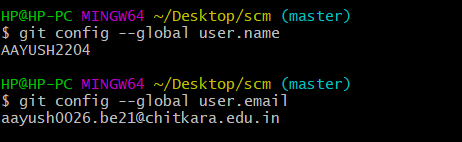 HP@HP-PC MINGW64 ~/Desktop/scm (master)
$ git config --global user.name
AAYUSH2204
HP@HP-PC MINGW64 ~/Desktop/scm (master)
$ git config --global user.email
aayush0026.be21@chitkara.edu.in